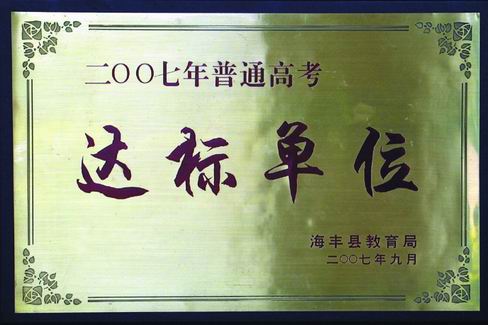 二〇〇七年普通高考
达标单位
海丰县教育局
二〇〇七年九月